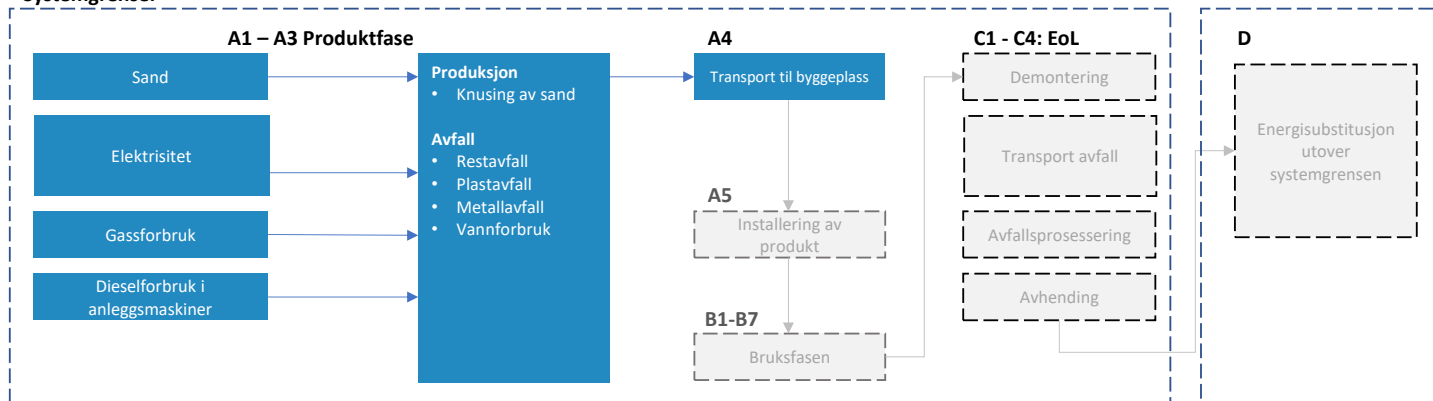 A1 – A3 Produktfase
Sand
Elektrisitet
Gassforbruk
Dieselforbruk i
anleggsmaskiner
Produksjon
• Knusing av sand
Avfall
• Restavfall
• Plastavfall
• Metallavfall
• Vannforbruk
A4
Transport til byggeplass
A5
Installering av
produkt
B1-B7
Bruksfasen
C1 - C4: EoL
Demontering
Transport avfall
Avfallsprosessering
Avhending
D
Energisubstitusjon
utover
systemgrensen